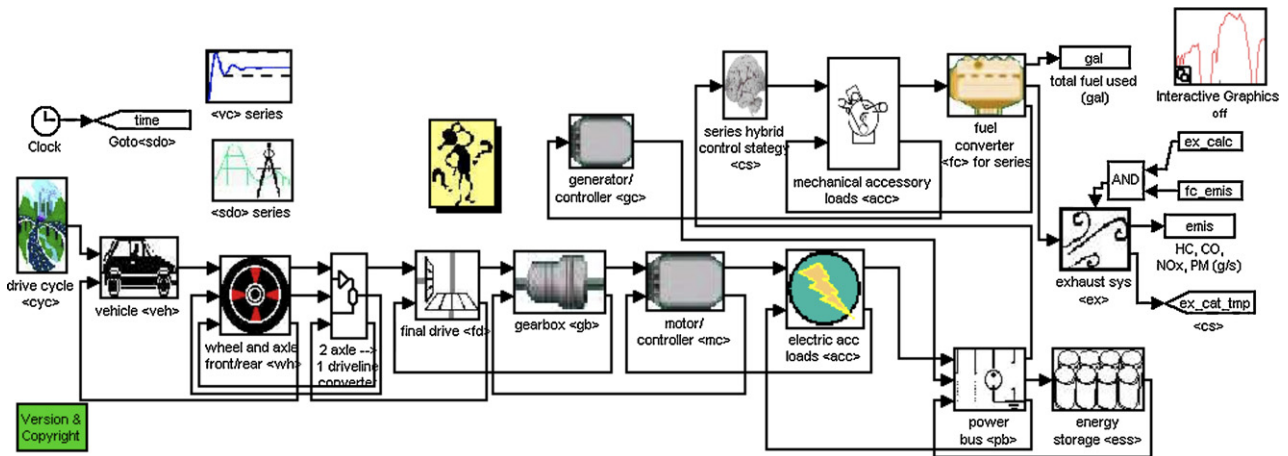 <vc> series
time
Clock
Goto<sdo>
<sdo> series
generator/
controller <gc>
series hybrid
control stategy <cs>
mechanical accessory
loads <acc>
fuel
converter
<fc> for series
gal
total fuel used
(gal)
Interactive Graphics
off
ex_calc
AND
fc_emis
emis
HC, CO,
NOx, PM (g/s)
exhaust sys
<ex>
ex_cat_tmp
<cs>
drive cycle
<cyc>
vehicle <veh>
wheel and axle
front/rear <wh>
2 axle -->
1 driveline
converter
final drive <fd>
gearbox <gb>
motor/
controller <mc>
electric acc
loads <acc>
power
bus <pb>
energy
storage <ess>
Version &
Copyright